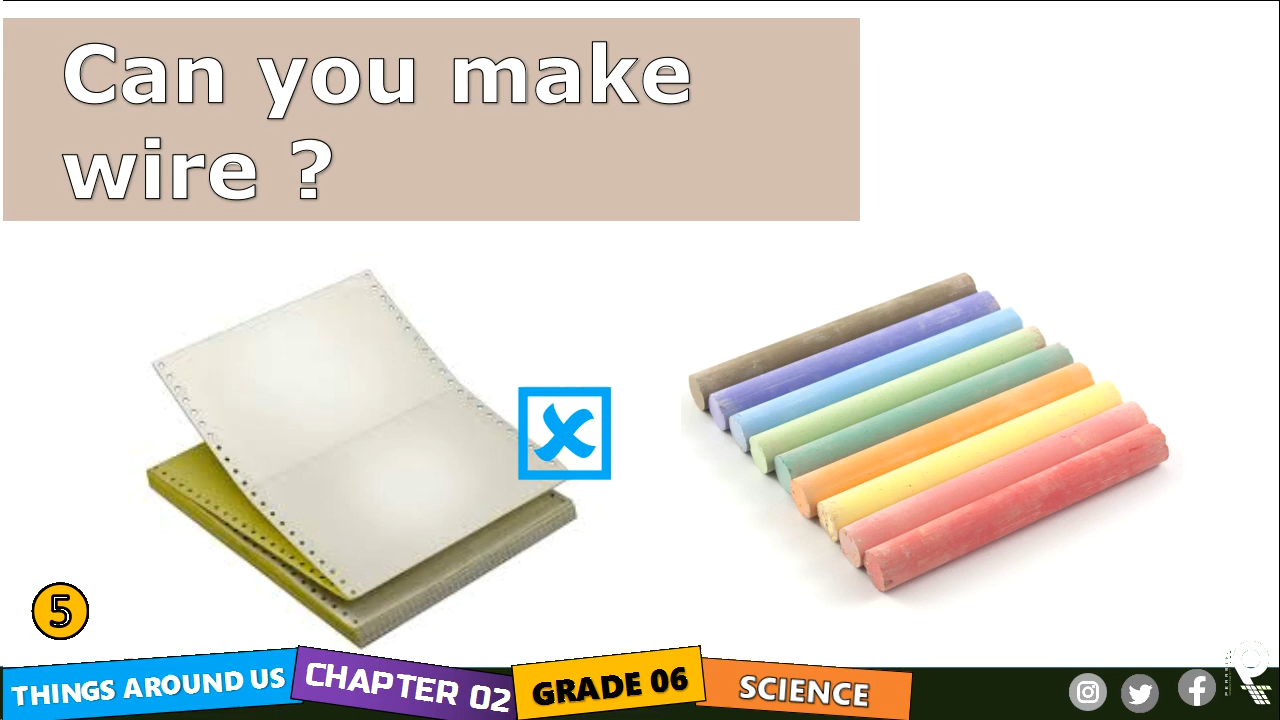 Can you make
wire ?
5
THINGS AROUND US
CHAPTER 02
GRADE 06
SCIENCE